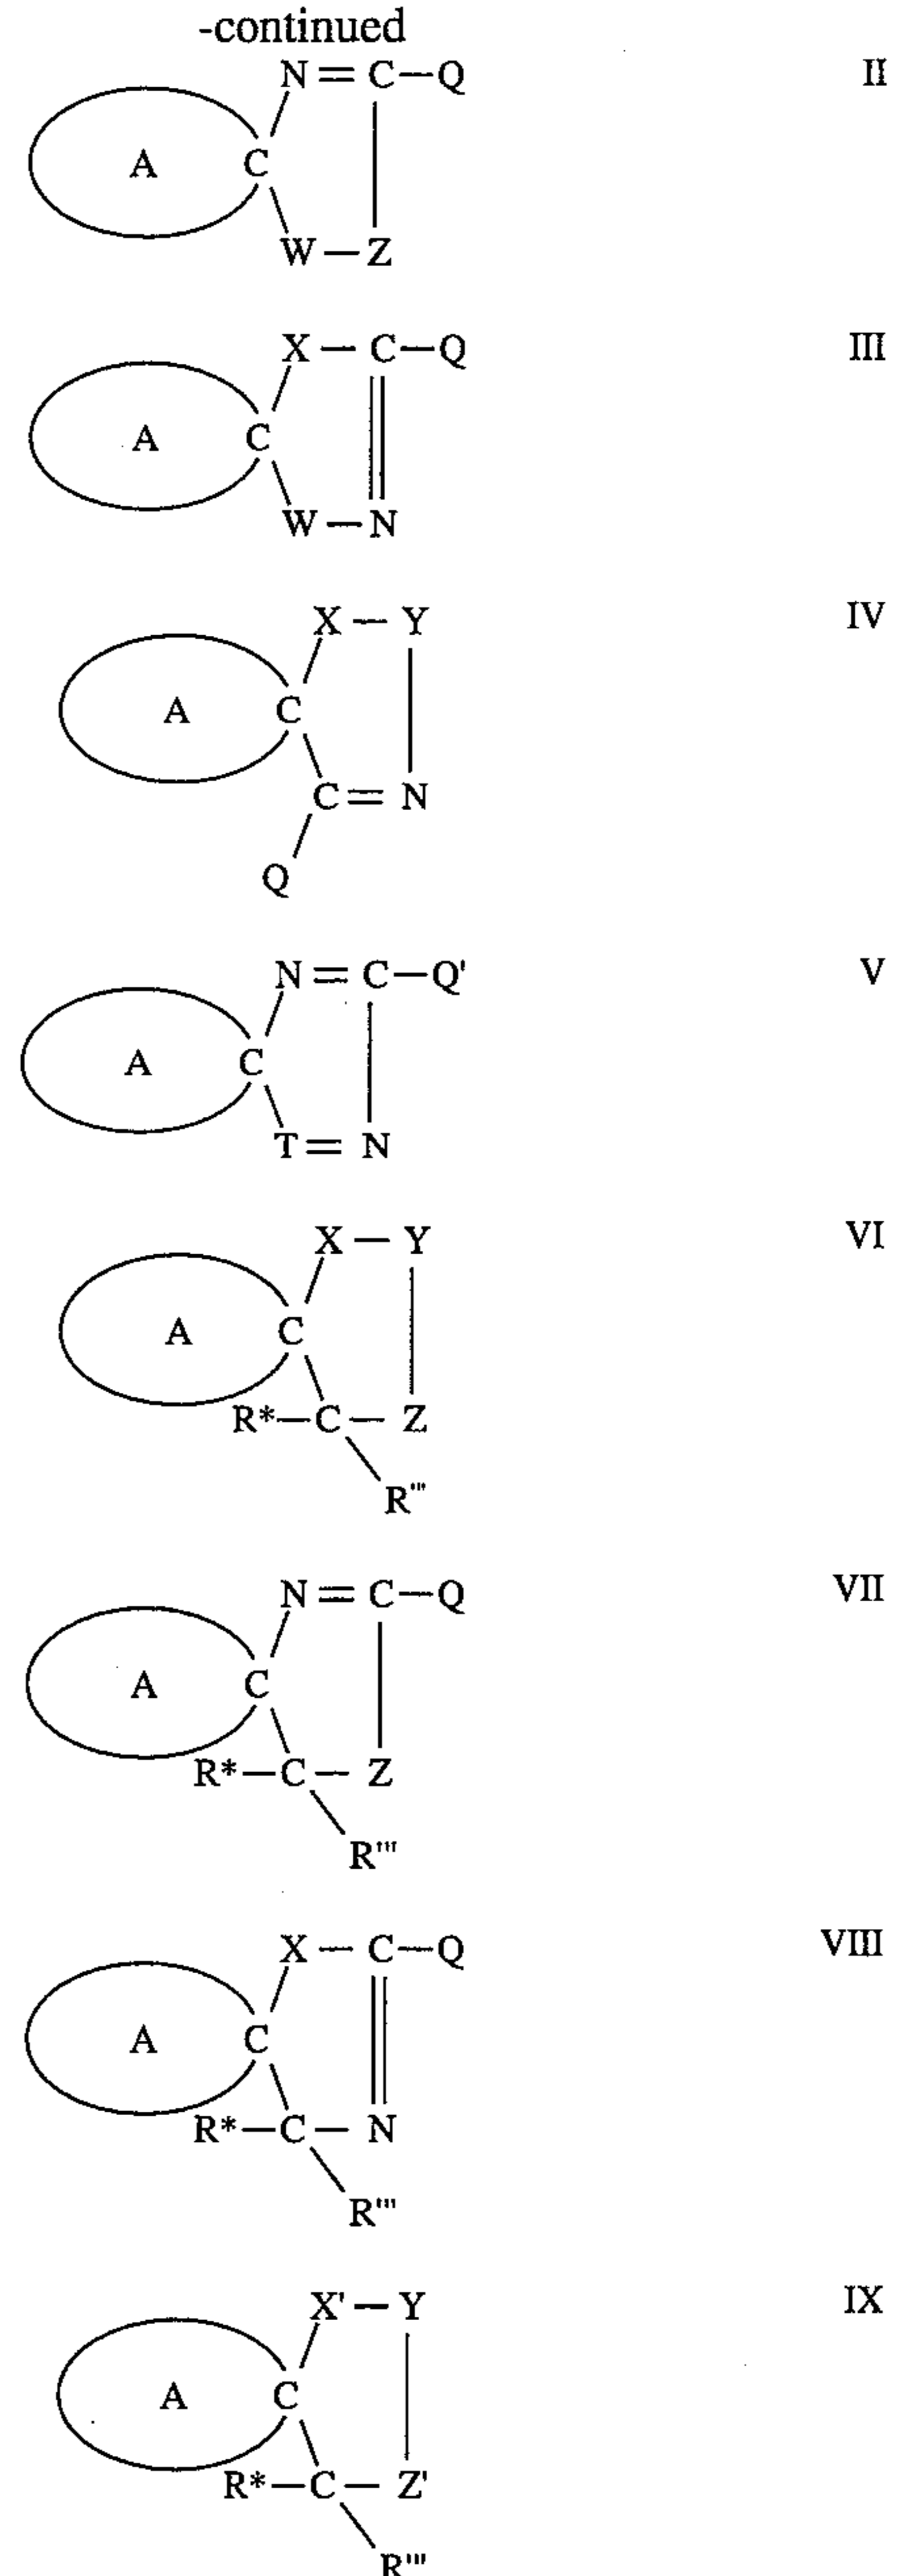 -continued
N = C — Q II
A C
W — Z
X — C — Q III
A C
W — N
X — Y IV
A C
C = N
Q
N = C — Q' V
A C
T = N
X — Y VI
A C
R* — C — Z
R'''
N = C — Q VII
A C
R* — C — Z
R'''
X — C — Q VIII
A C
R* — C — N
R'''
X' — Y IX
A C
R* — C — Z'
R'''